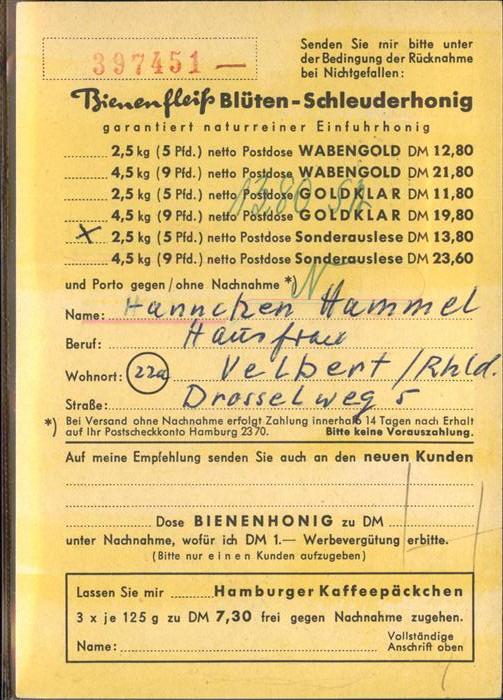 397451 —
Senden Sie mir bitte unter
der Bedingung der Rücknahme
bei Nichtgefallen:
Bienenfleiß Blüten-Schleuderhonig
garantiert naturreiner Einfuhrhonig
........ 2,5 kg (5 Pfd.) netto Postdose WABENGOLD DM 12,80
........ 4,5 kg (9 Pfd.) netto Postdose WABENGOLD DM 21,80
........ 2,5 kg (5 Pfd.) netto Postdose GOLDKLAR DM 11,80
13,80
........ 4,5 kg (9 Pfd.) netto Postdose GOLDKLAR DM 19,80
X 2,5 kg (5 Pfd.) netto Postdose Sonderauslese DM 13,80
........ 4,5 kg (9 Pfd.) netto Postdose Sonderauslese DM 23,60
und Porto gegen/ohne Nachnahme *) N
Name: Hannchen Hammel
Beruf: Hausfrau
Wohnort: 22a Velbert/Rhld.
Straße: Drosselweg 5
*) Bei Versand ohne Nachnahme erfolgt Zahlung innerhalb 14 Tagen nach Erhalt
auf Ihr Postscheckkonto Hamburg 2370. Bitte keine Vorauszahlung.
Auf meine Empfehlung senden Sie auch an den neuen Kunden
........ Dose BIENENHONIG zu DM ........
unter Nachnahme, wofür ich DM 1.— Werbevergütung erbitte.
(Bitte nur einen Kunden aufzugeben)
Lassen Sie mir ........ Hamburger Kaffeepäckchen
3 x je 125 g zu DM 7,30 frei gegen Nachnahme zugehen.
Name: ........ Vollständige
Anschrift oben